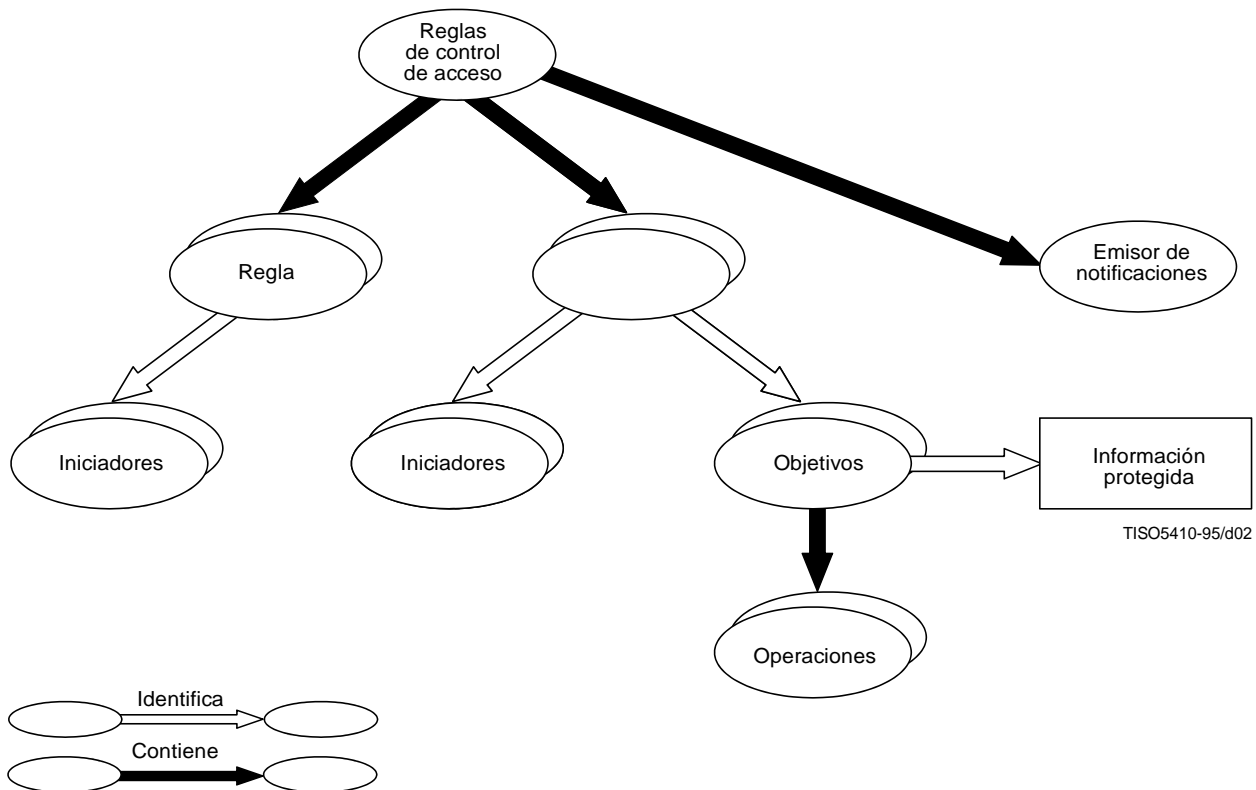 Reglas
de control
de acceso
Regla
Emisor de
notificaciones
Iniciadores
Iniciadores
Objetivos
Información
protegida
TISO5410-95/d02
Operaciones
Identifica
Contiene